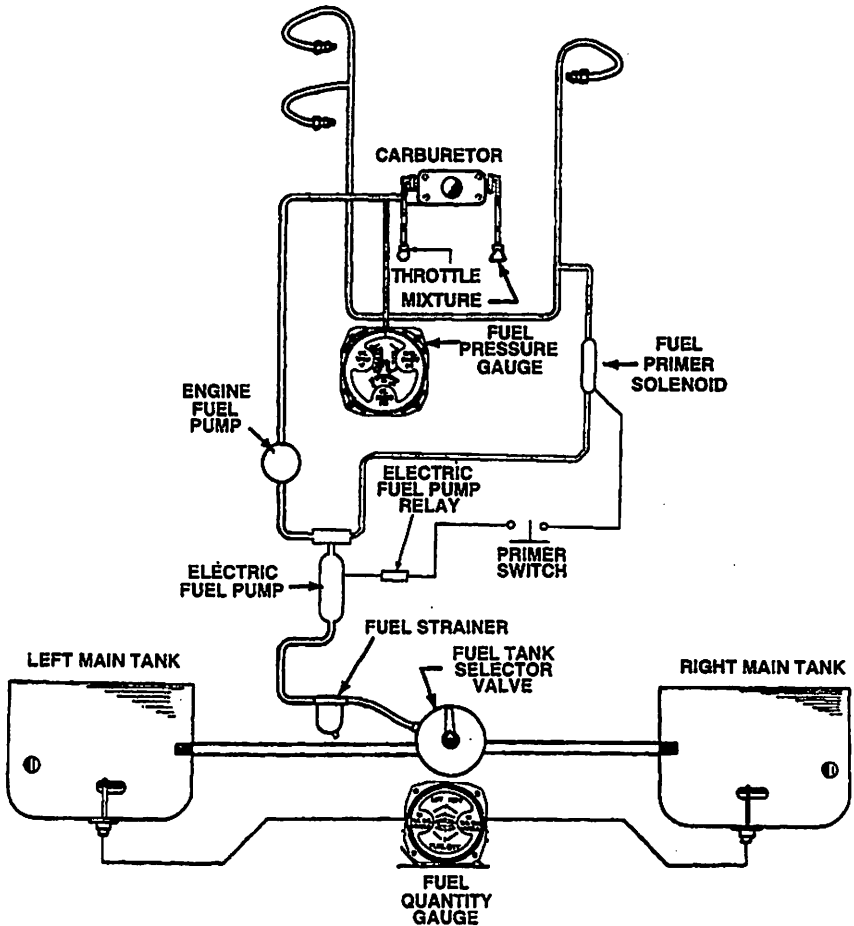 CARBURETOR
THROTTLE
MIXTURE
FUEL
PRESSURE
GAUGE
FUEL
PRIMER
SOLENOID
ENGINE
FUEL
PUMP
ELECTRIC
FUEL PUMP
RELAY
PRIMER
SWITCH
ELECTRIC
FUEL PUMP
FUEL STRAINER
LEFT MAIN TANK
FUEL TANK
SELECTOR
VALVE
RIGHT MAIN TANK
FUEL
QUANTITY
GAUGE